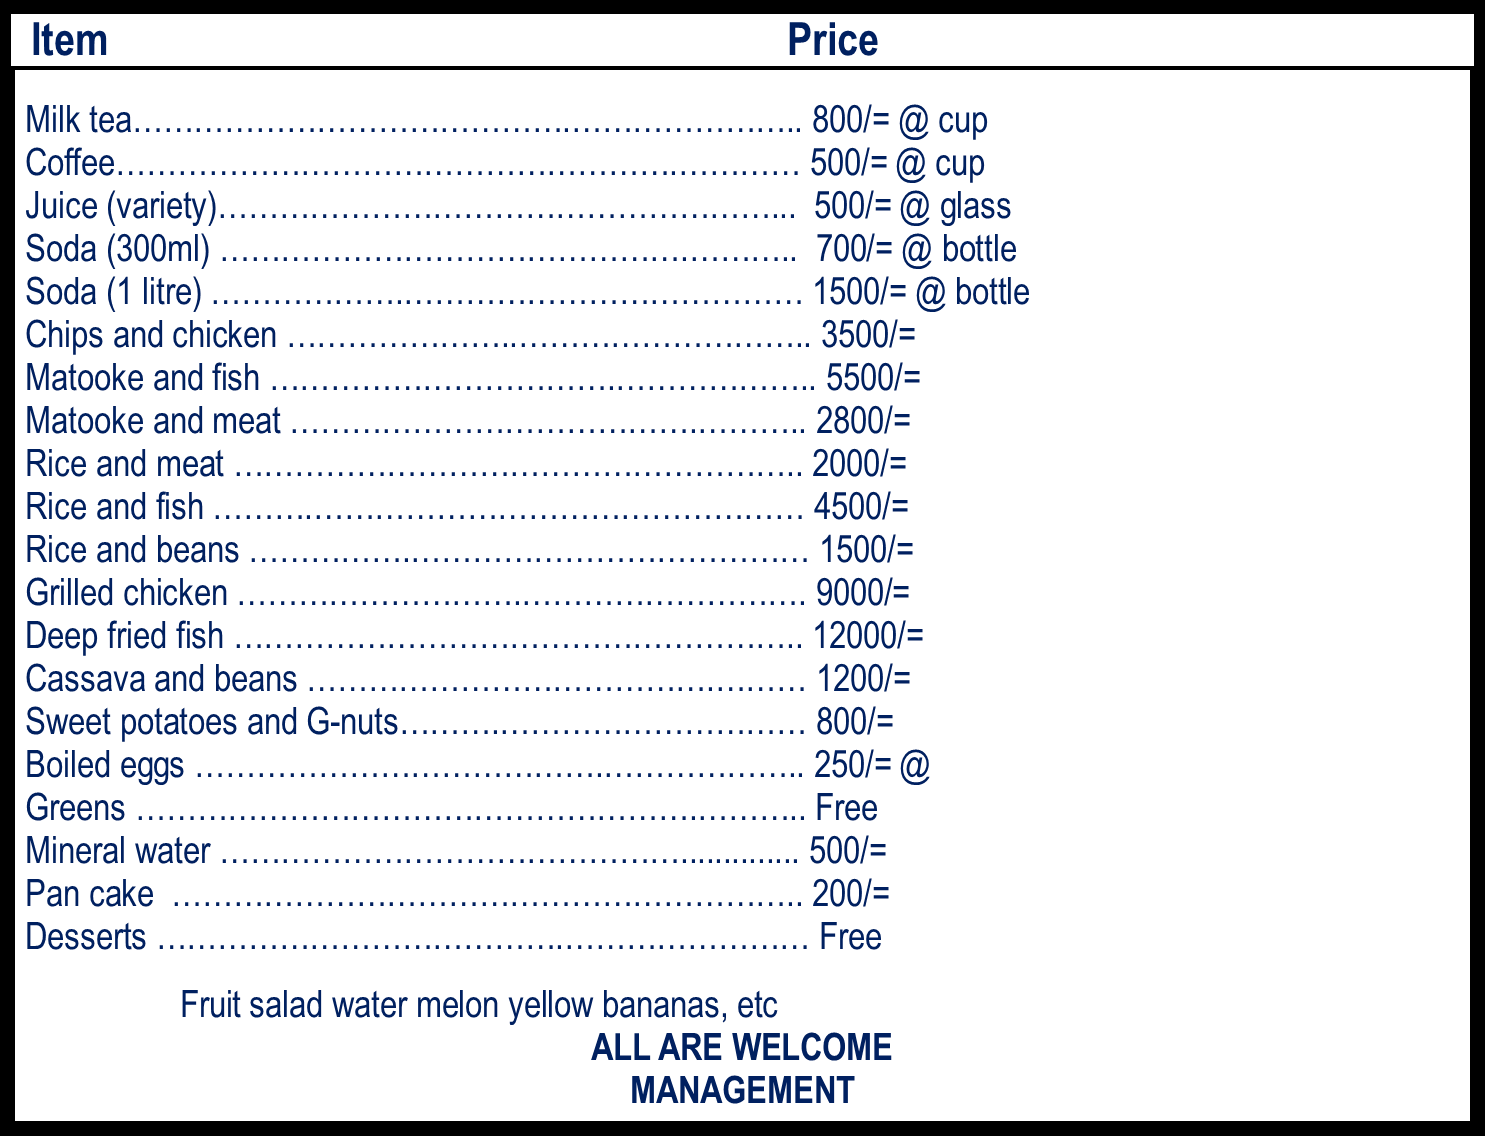 Item Price
Milk tea…………………………………………………………….. 800/= @ cup
Coffee……………………………………………………………… 500/= @ cup
Juice (variety)…………………………………………………... 500/= @ glass
Soda (300ml) …………………………………………………….. 700/= @ bottle
Soda (1 litre) ……………………………………………………… 1500/= @ bottle
Chips and chicken ……………………………………………….. 3500/=
Matooke and fish ………………………………………………….. 5500/=
Matooke and meat ……………………………………………….. 2800/=
Rice and meat …………………………………………………….. 2000/=
Rice and fish ……………………………………………………… 4500/=
Rice and beans …………………………………………………… 1500/=
Grilled chicken ……………………………………………………. 9000/=
Deep fried fish …………………………………………………….. 12000/=
Cassava and beans ……………………………………………… 1200/=
Sweet potatoes and G-nuts…………………………………… 800/=
Boiled eggs ……………………………………………………….. 250/= @
Greens …………………………………………………………….. Free
Mineral water …………………………………………............. 500/=
Pan cake ………………………………………………………….. 200/=
Desserts …………………………………………………………… Free
Fruit salad water melon yellow bananas, etc
ALL ARE WELCOME
MANAGEMENT